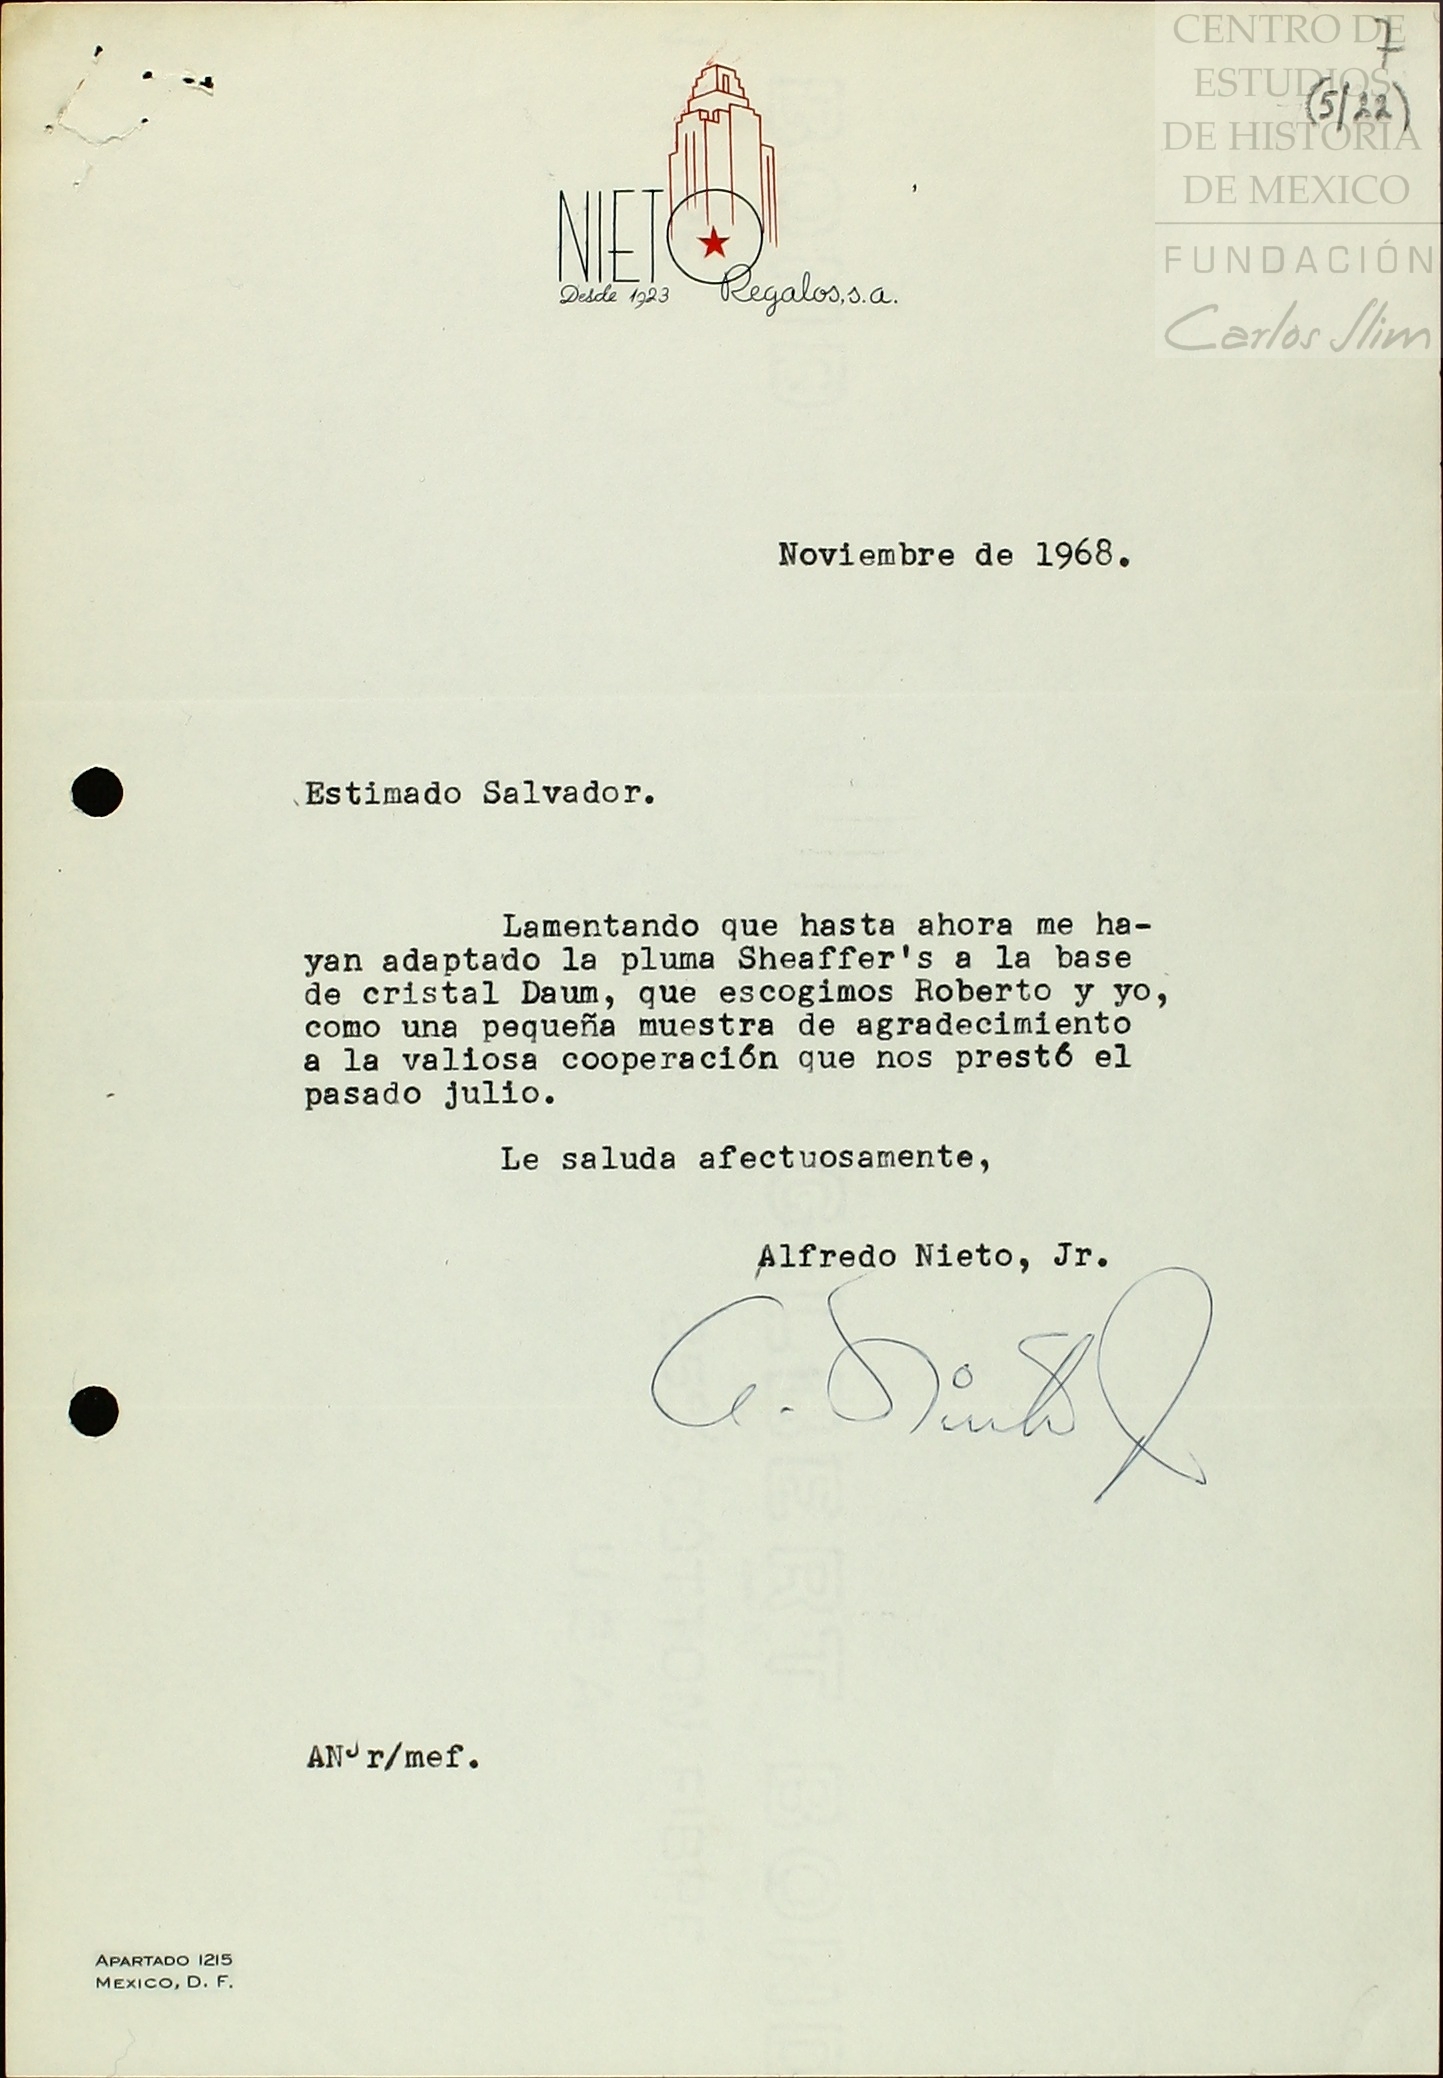 CENTRO DE
ESTUDIOS
DE HISTORIA
DE MEXICO
FUNDACIÓN
Carlos Slim
7
(5/22)
NIETO
Desde 1923 Regalos, s.a.
Noviembre de 1968.
Estimado Salvador.
Lamentando que hasta ahora me ha-
yan adaptado la pluma Sheaffer's a la base
de cristal Daum, que escogimos Roberto y yo,
como una pequeña muestra de agradecimiento
a la valiosa cooperación que nos prestó el
pasado julio.
Le saluda afectuosamente,
Alfredo Nieto, Jr.
A. Nieto
ANJr/mef.
APARTADO 1215
MEXICO, D. F.